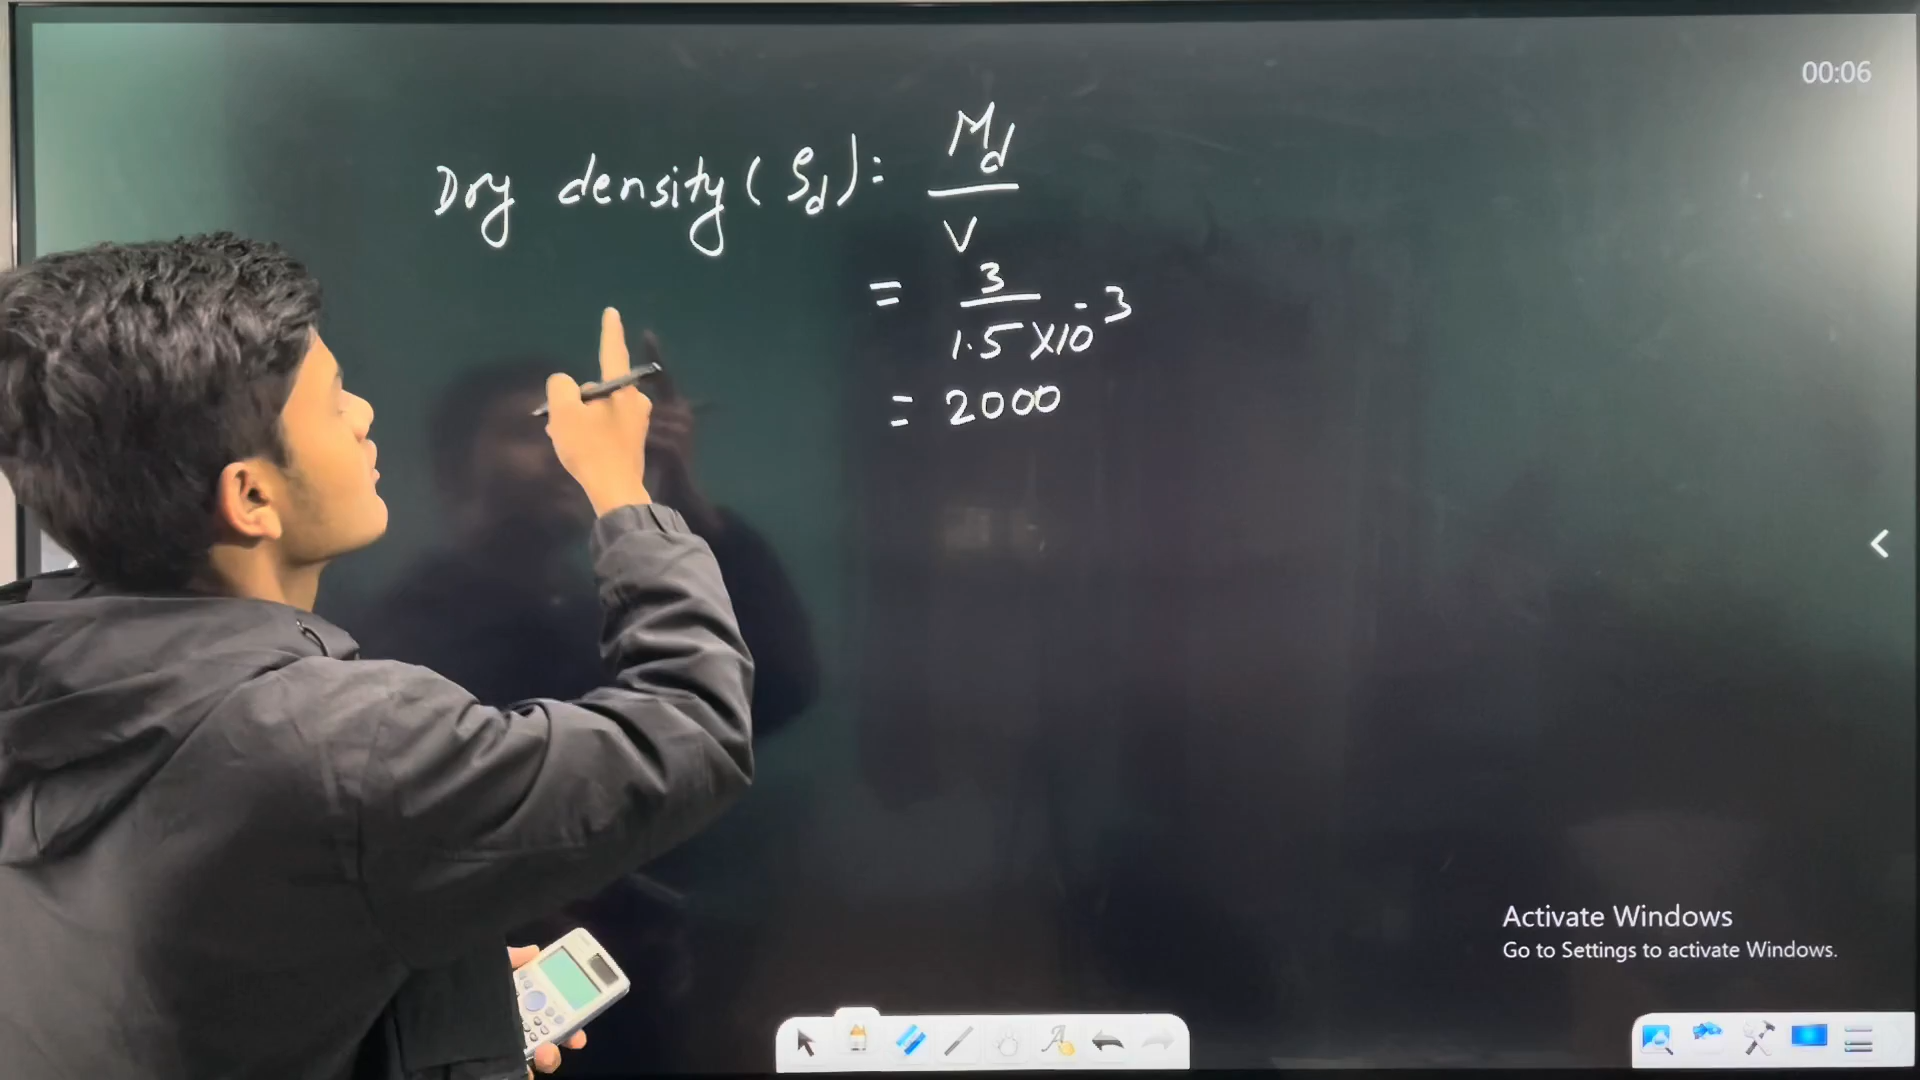 00:06
Dry density (ρd): Md/V
= 3/1.5×10⁻³
= 2000
Activate Windows
Go to Settings to activate Windows.